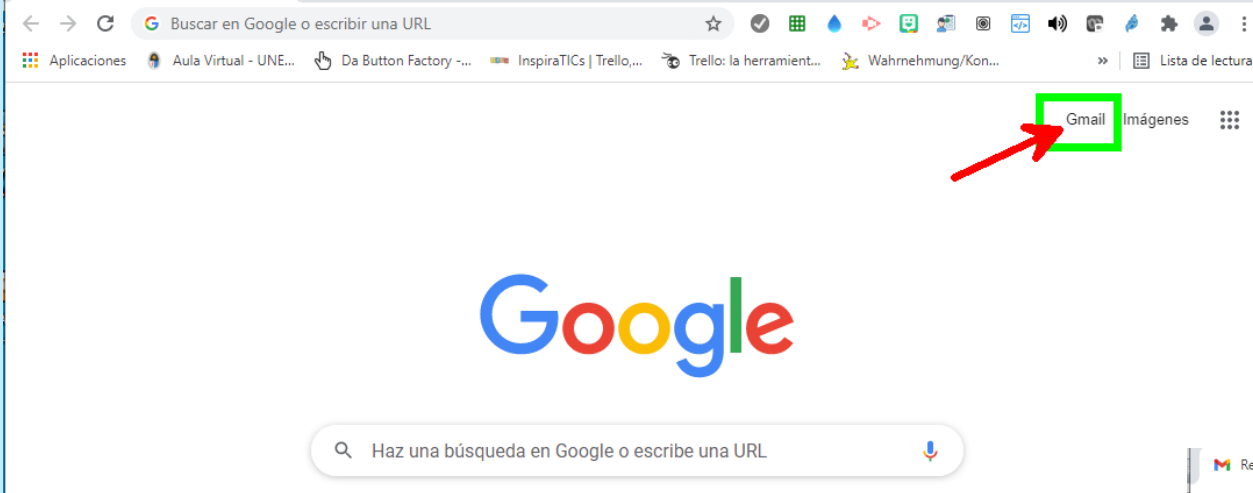 Buscar en Google o escribir una URL
Aplicaciones Aula Virtual - UNE... Da Button Factory -... InspiraTICs | Trello,... Trello: la herramient... Wahrnehmung/Kon... » Lista de lectura
Gmail Imágenes
Google
Haz una búsqueda en Google o escribe una URL
Re